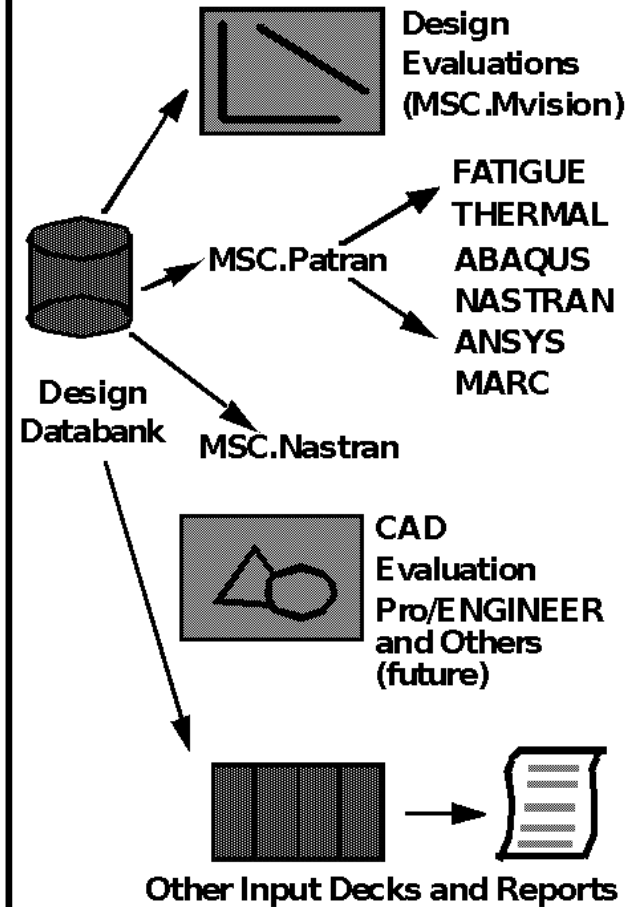 Design
Evaluations
(MSC.Mvision)
FATIGUE
THERMAL
MSC.Patran
ABAQUS
NASTRAN
ANSYS
MARC
Design
Databank
MSC.Nastran
CAD
Evaluation
Pro/ENGINEER
and Others
(future)
Other Input Decks and Reports